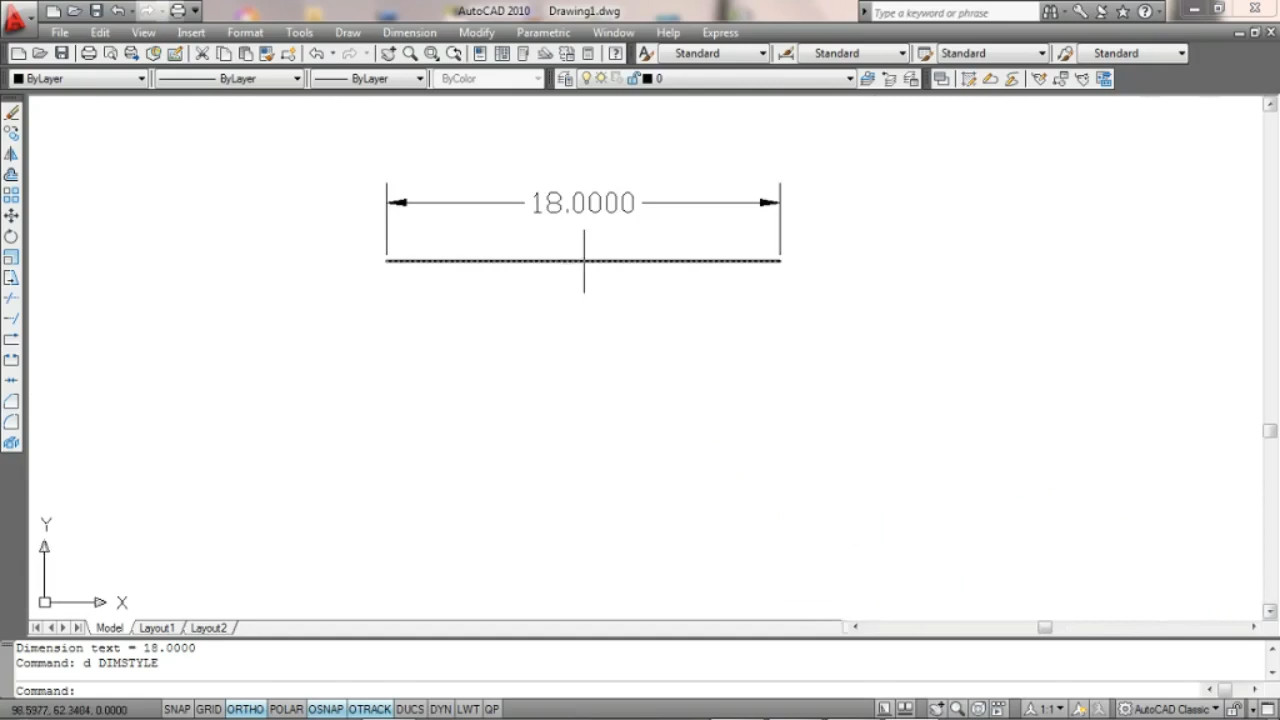 AutoCAD 2010 Drawing1.dwg
Type a keyword or phrase
File Edit View Insert Format Tools Draw Dimension Modify Parametric Window Help Express
Standard Standard Standard Standard
ByLayer ByLayer ByLayer ByColor 0
18.0000
Y
X
Model Layout1 Layout2
Dimension text = 18.0000
Command: d DIMSTYLE
Command:
98.5977, 62.3404, 0.0000 SNAP GRID ORTHO POLAR OSNAP OTRACK DUCS DYN LWT QP 1:1 AutoCAD Classic